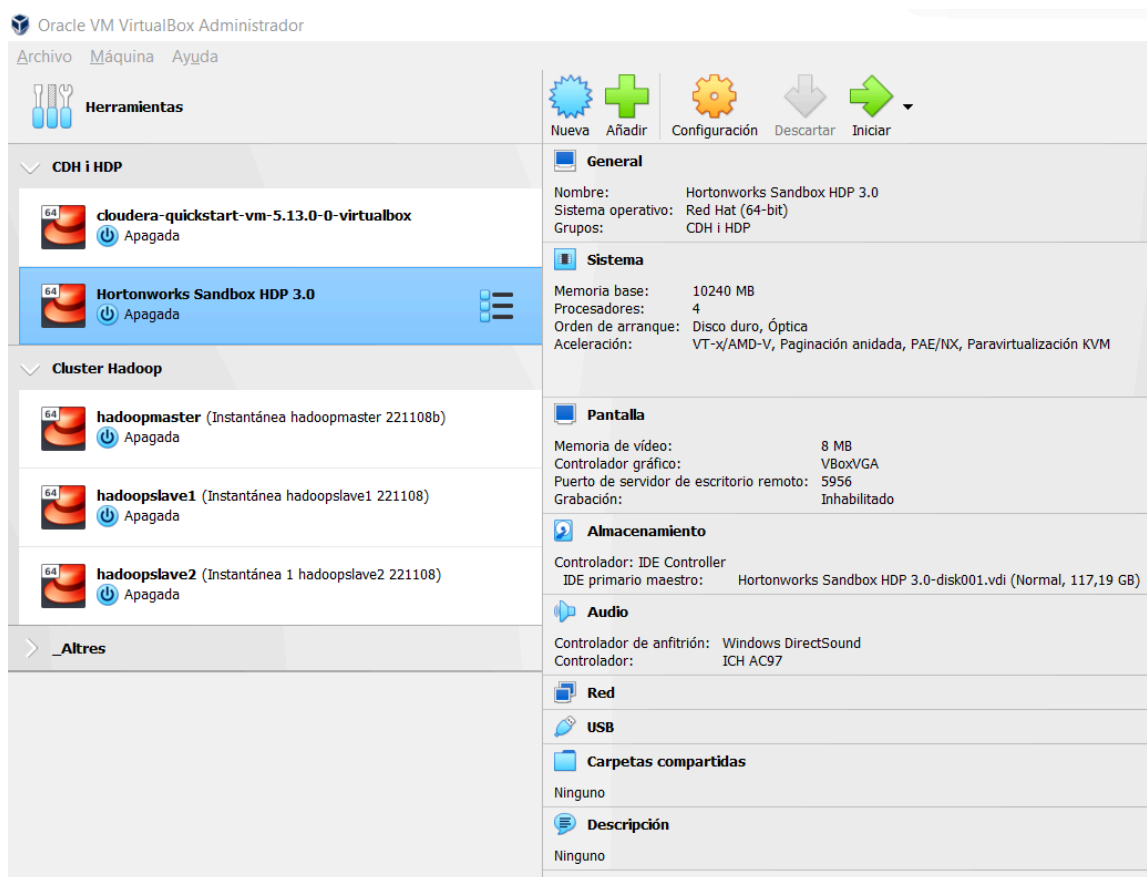 Oracle VM VirtualBox Administrador
Archivo Máquina Ayuda
Herramientas
CDH i HDP
64
cloudera-quickstart-vm-5.13.0-0-virtualbox
Apagada
64
Hortonworks Sandbox HDP 3.0
Apagada
Cluster Hadoop
64
hadoopmaster (Instantánea hadoopmaster 221108b)
Apagada
64
hadoopslave1 (Instantánea hadoopslave1 221108)
Apagada
64
hadoopslave2 (Instantánea 1 hadoopslave2 221108)
Apagada
_Altres
Nueva Añadir Configuración Descartar Iniciar
General
Nombre: Hortonworks Sandbox HDP 3.0
Sistema operativo: Red Hat (64-bit)
Grupos: CDH i HDP
Sistema
Memoria base: 10240 MB
Procesadores: 4
Orden de arranque: Disco duro, Óptica
Aceleración: VT-x/AMD-V, Paginación anidada, PAE/NX, Paravirtualización KVM
Pantalla
Memoria de vídeo: 8 MB
Controlador gráfico: VBoxVGA
Puerto de servidor de escritorio remoto: 5956
Grabación: Inhabilitado
Almacenamiento
Controlador: IDE Controller
IDE primario maestro: Hortonworks Sandbox HDP 3.0-disk001.vdi (Normal, 117,19 GB)
Audio
Controlador de anfitrión: Windows DirectSound
Controlador: ICH AC97
Red
USB
Carpetas compartidas
Ninguno
Descripción
Ninguno